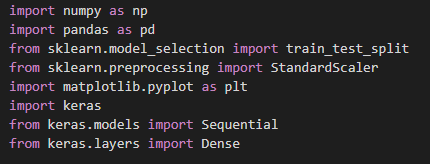 import numpy as np
import pandas as pd
from sklearn.model_selection import train_test_split
from sklearn.preprocessing import StandardScaler
import matplotlib.pyplot as plt
import keras
from keras.models import Sequential
from keras.layers import Dense